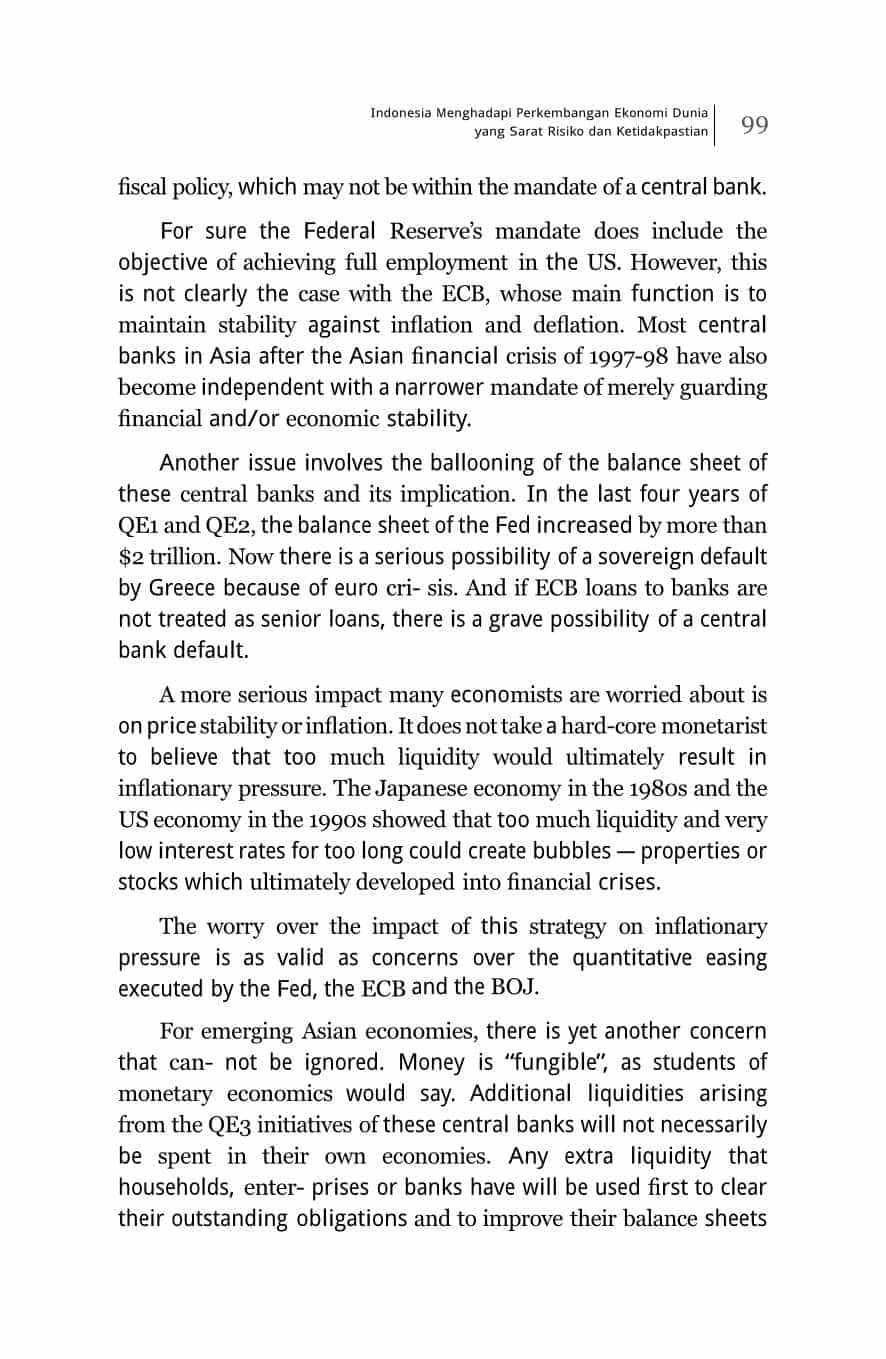 Indonesia Menghadapi Perkembangan Ekonomi Dunia
yang Sarat Risiko dan Ketidakpastian
99
fiscal policy, which may not be within the mandate of a central bank.
For sure the Federal Reserve’s mandate does include the
objective of achieving full employment in the US. However, this
is not clearly the case with the ECB, whose main function is to
maintain stability against inflation and deflation. Most central
banks in Asia after the Asian financial crisis of 1997-98 have also
become independent with a narrower mandate of merely guarding
financial and/or economic stability.
Another issue involves the ballooning of the balance sheet of
these central banks and its implication. In the last four years of
QE1 and QE2, the balance sheet of the Fed increased by more than
$2 trillion. Now there is a serious possibility of a sovereign default
by Greece because of euro cri- sis. And if ECB loans to banks are
not treated as senior loans, there is a grave possibility of a central
bank default.
A more serious impact many economists are worried about is
on price stability or inflation. It does not take a hard-core monetarist
to believe that too much liquidity would ultimately result in
inflationary pressure. The Japanese economy in the 1980s and the
US economy in the 1990s showed that too much liquidity and very
low interest rates for too long could create bubbles — properties or
stocks which ultimately developed into financial crises.
The worry over the impact of this strategy on inflationary
pressure is as valid as concerns over the quantitative easing
executed by the Fed, the ECB and the BOJ.
For emerging Asian economies, there is yet another concern
that can- not be ignored. Money is “fungible”, as students of
monetary economics would say. Additional liquidities arising
from the QE3 initiatives of these central banks will not necessarily
be spent in their own economies. Any extra liquidity that
households, enter- prises or banks have will be used first to clear
their outstanding obligations and to improve their balance sheets